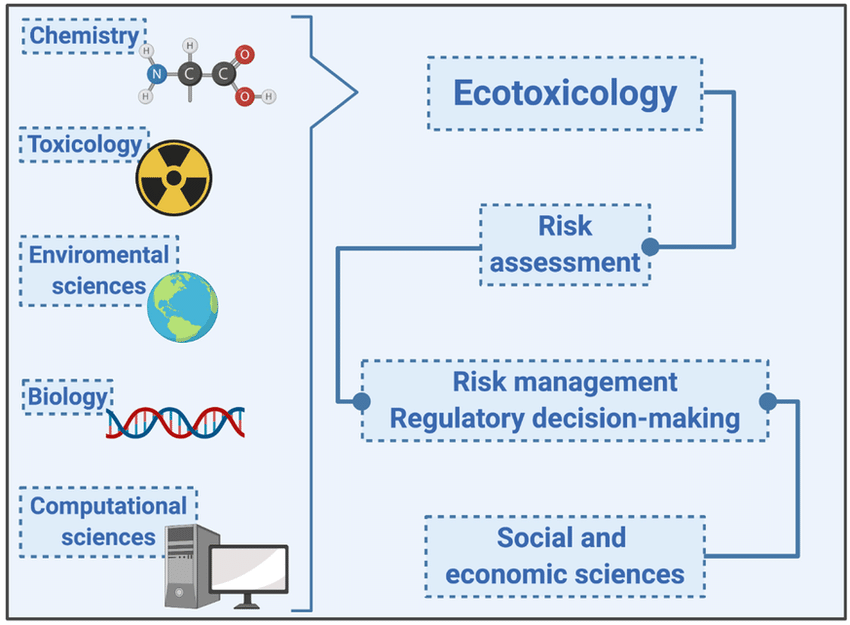 Chemistry
H
H
O
N
C
C
H
O
H
Toxicology
Enviromental
sciences
Biology
Computational
sciences
Ecotoxicology
Risk
assessment
Risk management
Regulatory decision-making
Social and
economic sciences